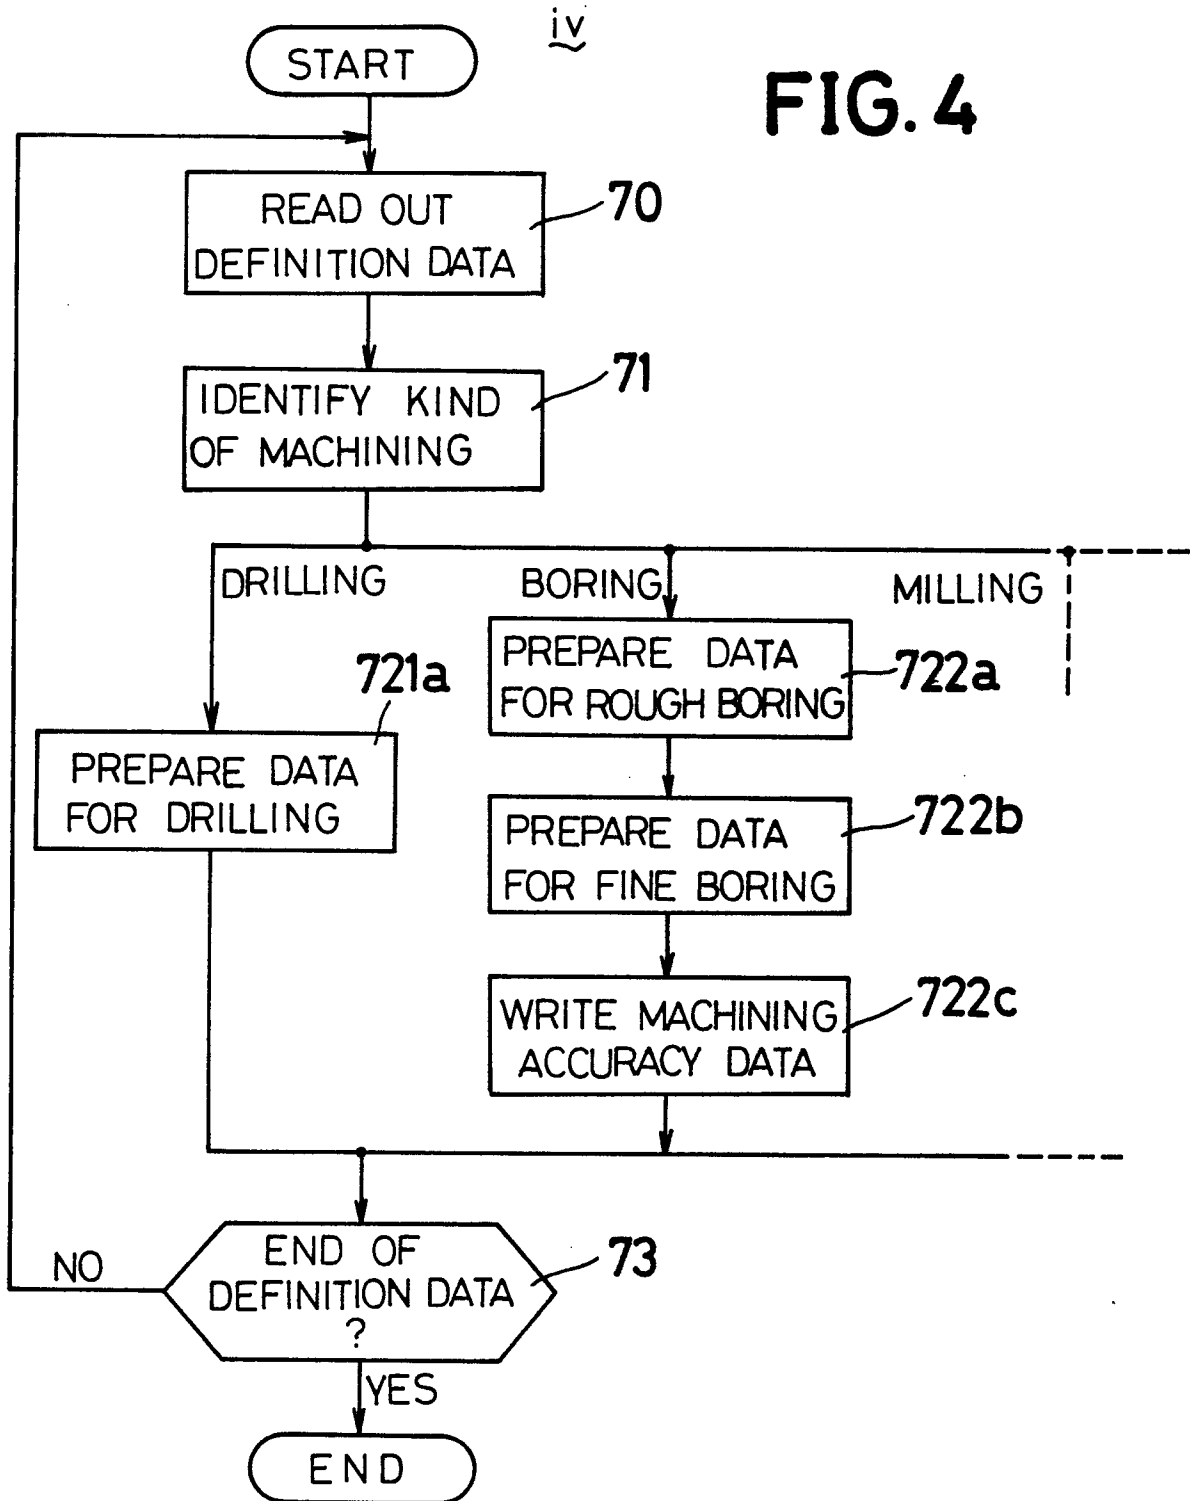 iv
START
FIG. 4
READ OUT
DEFINITION DATA
70
IDENTIFY KIND
OF MACHINING
71
DRILLING
BORING
MILLING
PREPARE DATA
FOR ROUGH BORING
722a
721a
PREPARE DATA
FOR DRILLING
PREPARE DATA
FOR FINE BORING
722b
WRITE MACHINING
ACCURACY DATA
722c
NO
END OF
DEFINITION DATA
?
73
YES
END